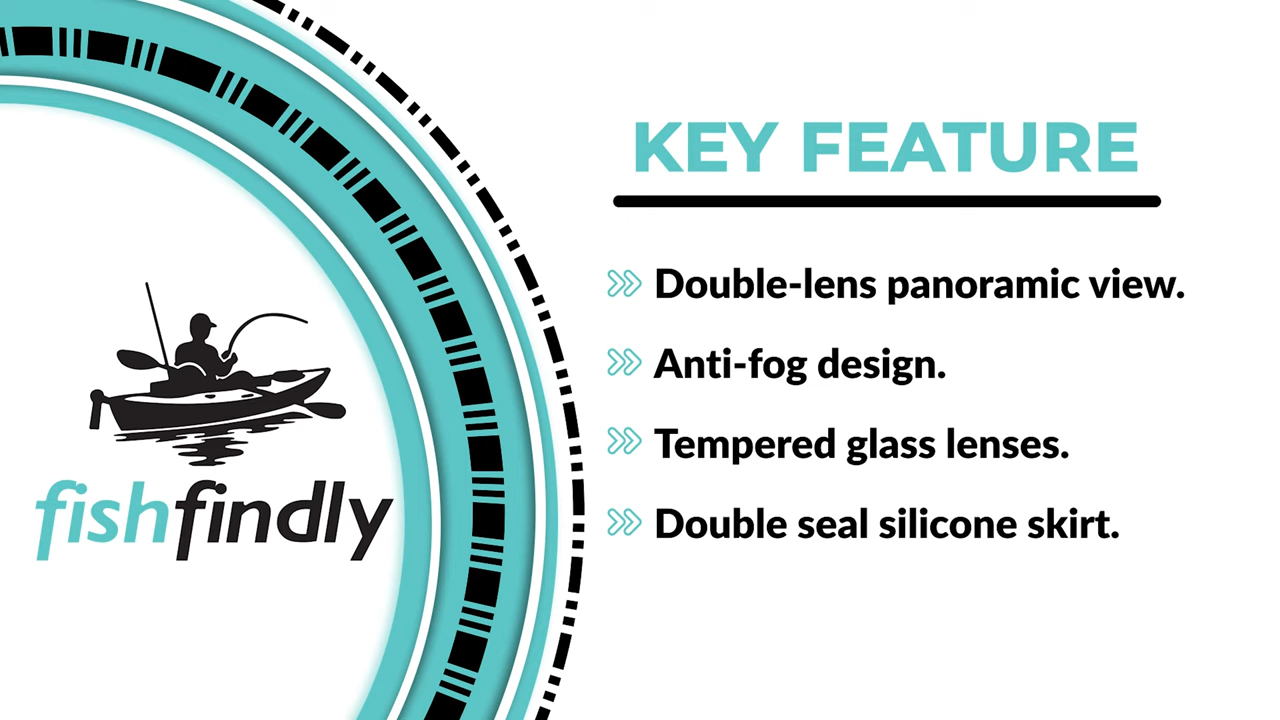 KEY FEATURE
Double-lens panoramic view.
Anti-fog design.
Tempered glass lenses.
Double seal silicone skirt.
fishfindly